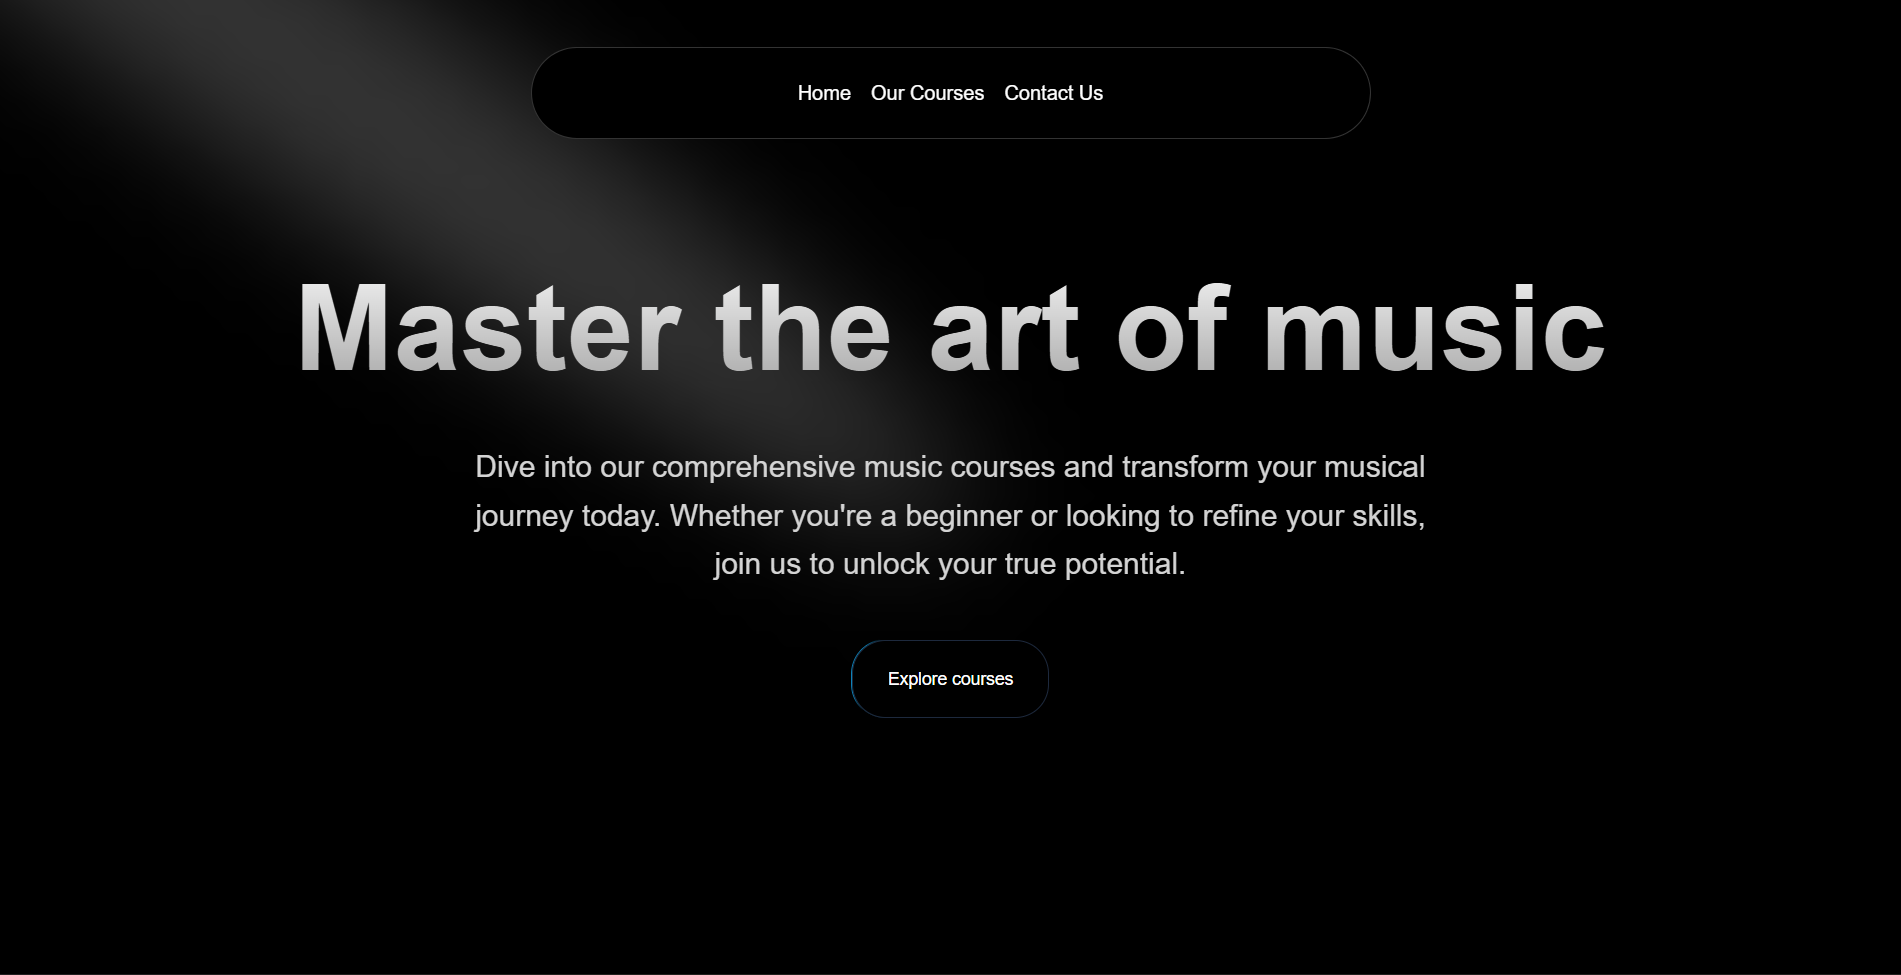 Home Our Courses Contact Us
Master the art of music
Dive into our comprehensive music courses and transform your musical
journey today. Whether you're a beginner or looking to refine your skills,
join us to unlock your true potential.
Explore courses